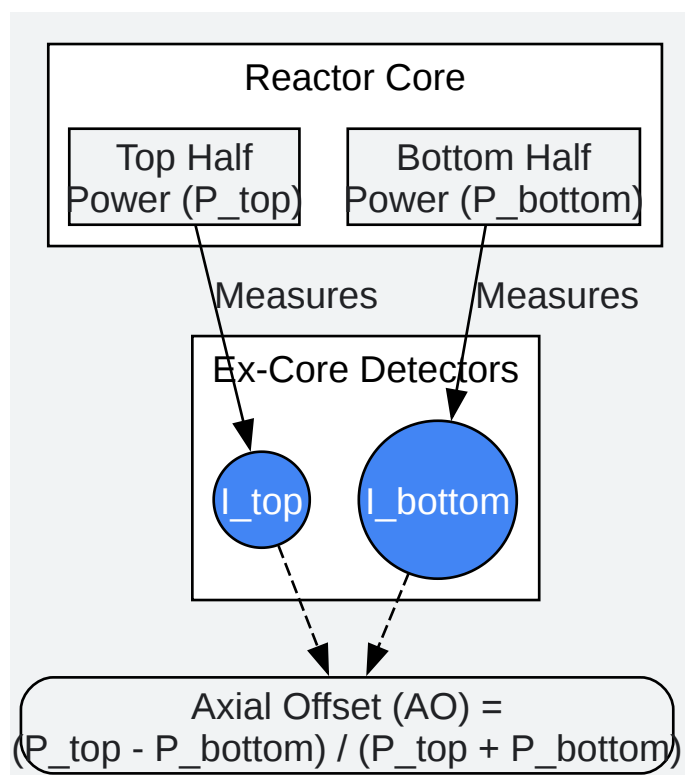 Reactor Core
Top Half
Power (P_top)
Bottom Half
Power (P_bottom)
Measures
Measures
Ex-Core Detectors
I_top
I_bottom
Axial Offset (AO) =
(P_top - P_bottom) / (P_top + P_bottom)